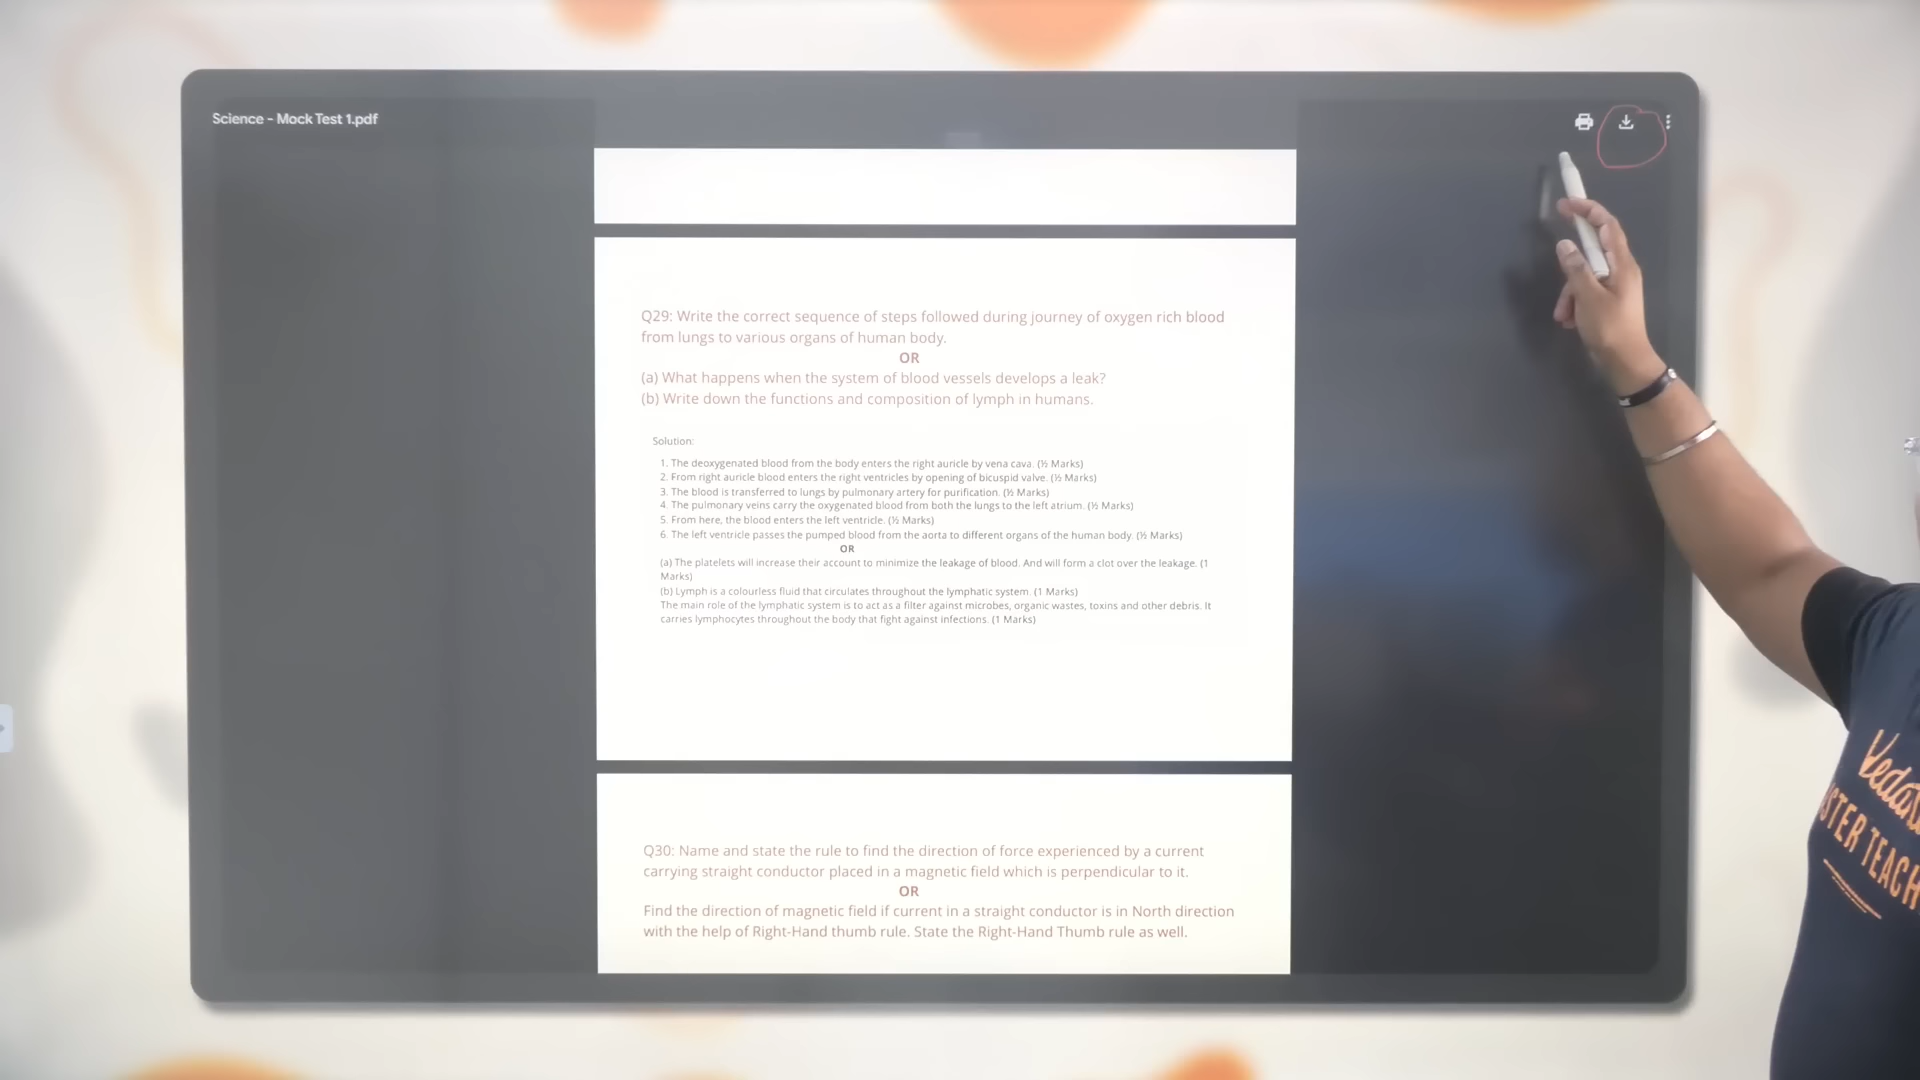 Science - Mock Test 1.pdf
Q29: Write the correct sequence of steps followed during journey of oxygen rich blood
from lungs to various organs of human body.
OR
(a) What happens when the system of blood vessels develops a leak?
(b) Write down the functions and composition of lymph in humans.
Solution:
1. The deoxygenated blood from the body enters the right auricle by vena cava. (½ Marks)
2. From right auricle blood enters the right ventricles by opening of bicuspid valve. (½ Marks)
3. The blood is transferred to lungs by pulmonary artery for purification. (½ Marks)
4. The pulmonary veins carry the oxygenated blood from both the lungs to the left atrium. (½ Marks)
5. From here, the blood enters the left ventricle. (½ Marks)
6. The left ventricle passes the pumped blood from the aorta to different organs of the human body. (½ Marks)
OR
(a) The platelets will increase their account to minimize the leakage of blood. And will form a clot over the leakage. (1
Marks)
(b) Lymph is a colourless fluid that circulates throughout the lymphatic system. (1 Marks)
The main role of the lymphatic system is to act as a filter against microbes, organic wastes, toxins and other debris. It
carries lymphocytes throughout the body that fight against infections. (1 Marks)
Q30: Name and state the rule to find the direction of force experienced by a current
carrying straight conductor placed in a magnetic field which is perpendicular to it.
OR
Find the direction of magnetic field if current in a straight conductor is in North direction
with the help of Right-Hand thumb rule. State the Right-Hand Thumb rule as well.